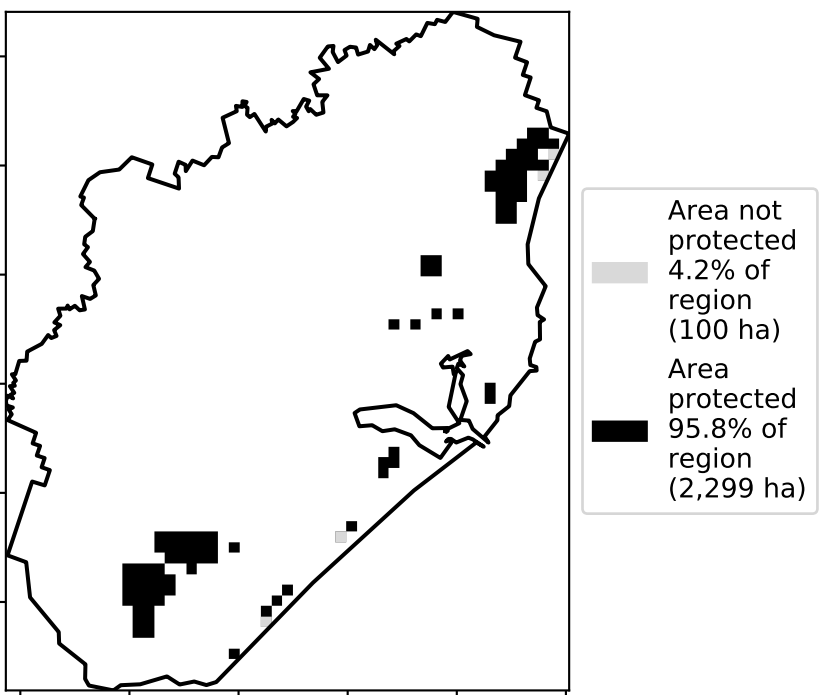 Area not
protected
4.2% of
region
(100 ha)
Area
protected
95.8% of
region
(2,299 ha)